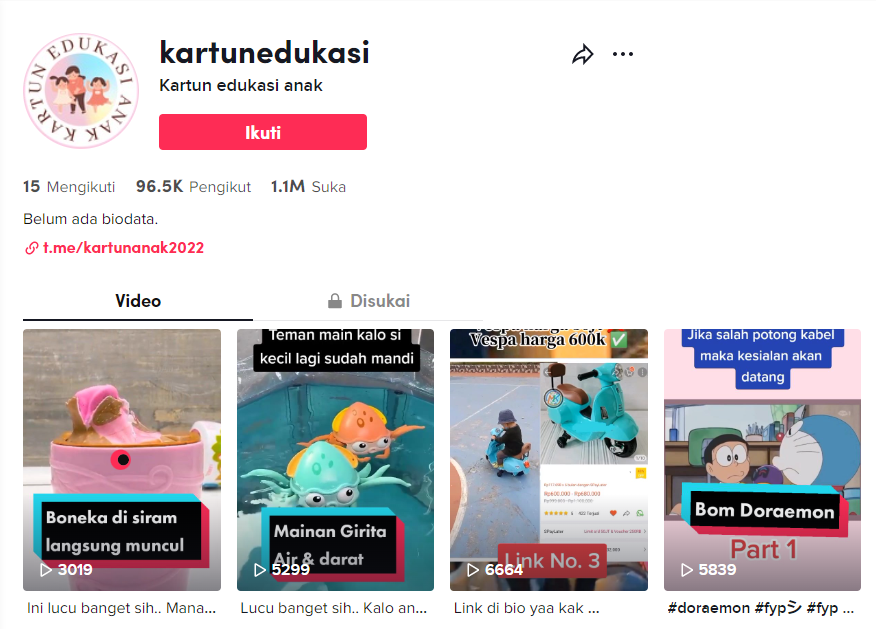 KARTUN EDUKASI ANAK
kartunedukasi
Kartun edukasi anak
Ikuti
15 Mengikuti 96.5K Pengikut 1.1M Suka
Belum ada biodata.
t.me/kartunanak2022
Video
Disukai
Boneka di siram
langsung muncul
3019
Ini lucu banget sih.. Mana...
Teman main kalo si
kecil lagi sudah mandi
Mainan Girita
Air & darat
5299
Lucu banget sih.. Kalo an...
Vespa harga 600k
Rp600.000 - Rp680.000
Link No. 3
6664
Link di bio yaa kak ...
Jika salah potong kabel
maka kesialan akan
datang
Bom Doraemon
Part 1
5839
#doraemon #fypシ #fyp ...